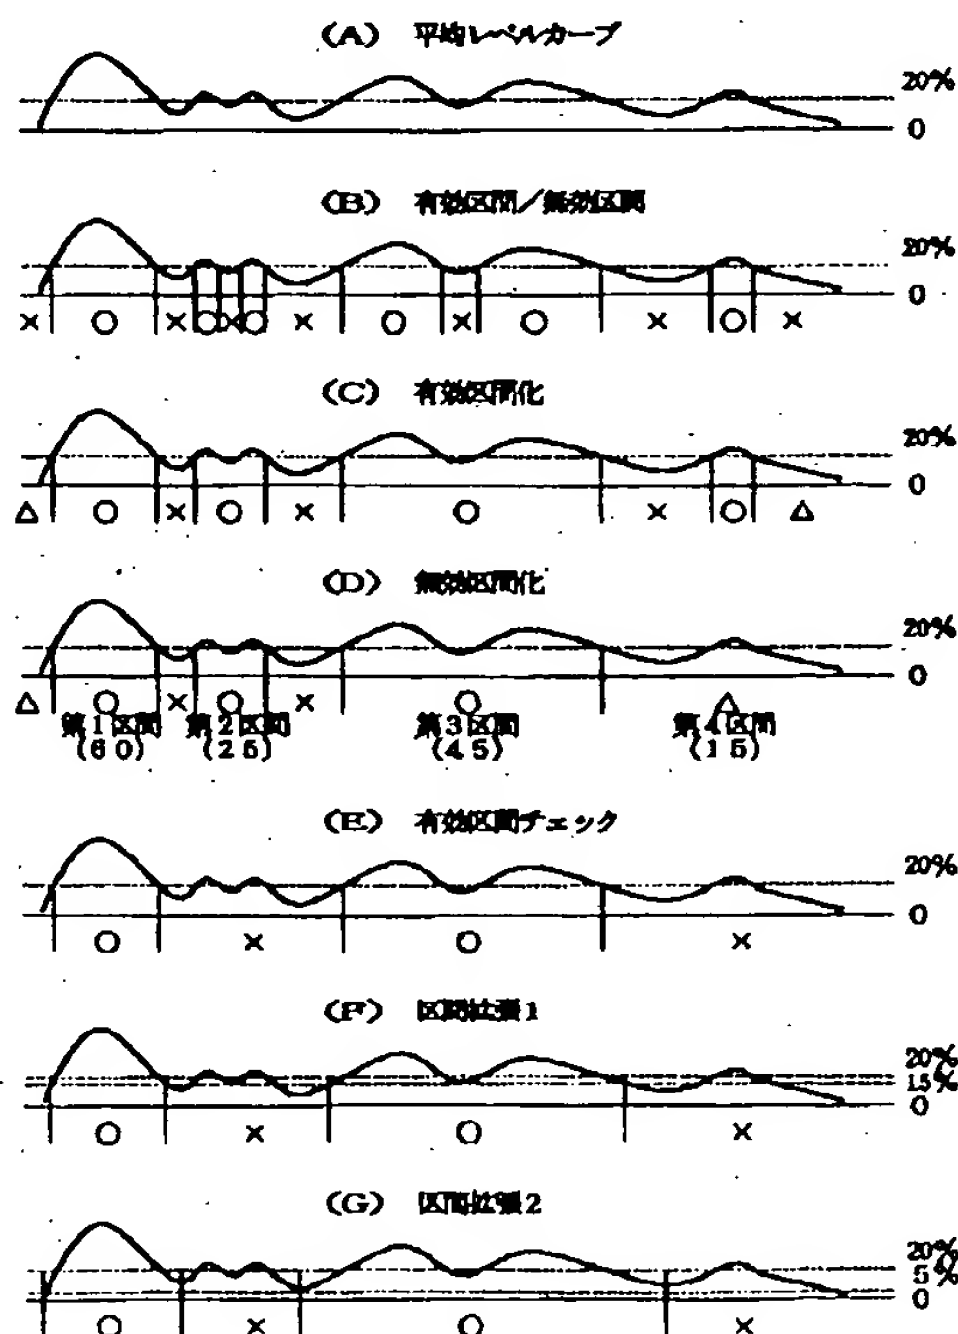 (A) 平均レベルカーブ
20%
0
(B) 有効区間／無効区間
20%
0
× ○ × ○ × ○ × ○ × ○ × ○ ×
(C) 有効区間化
20%
0
△ ○ × ○ × ○ × ○ △
(D) 無効区間化
20%
0
△ ○ × ○ × ○ △
第1区間 第2区間 第3区間 第4区間
(60) (25) (45) (15)
(E) 有効区間チェック
20%
0
○ × ○ ×
(F) 区間拡張1
20%
15%
0
○ × ○ ×
(G) 区間拡張2
20%
5%
0
○ × ○ ×